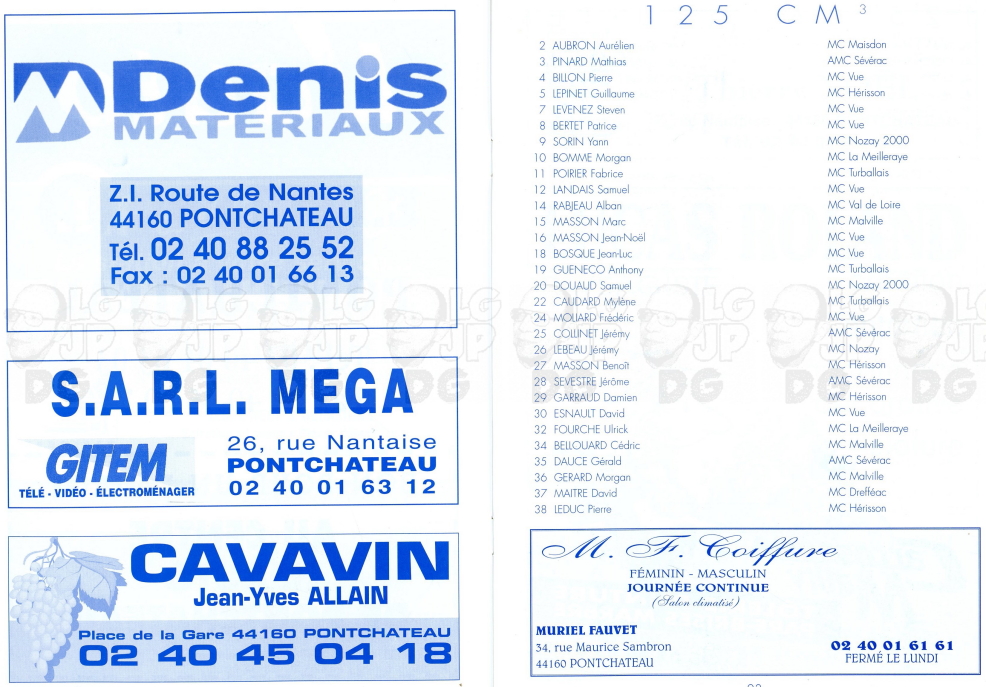 Denis
MATERIAUX
Z.I. Route de Nantes
44160 PONTCHATEAU
Tél. 02 40 88 25 52
Fax : 02 40 01 66 13
S.A.R.L. MEGA
GITEM
TÉLÉ - VIDÉO - ÉLECTROMÉNAGER
26, rue Nantaise
PONTCHATEAU
02 40 01 63 12
CAVAVIN
Jean-Yves ALLAIN
Place de la Gare 44160 PONTCHATEAU
02 40 45 04 18
125 CM3
2 AUBRON Aurélien MC Maisdon
3 PINARD Mathias AMC Sévérac
4 BILLON Pierre MC Vue
5 LEPINET Guillaume MC Hérisson
7 LEVENEZ Steven MC Vue
8 BERTET Patrice MC Vue
9 SORIN Yann MC Nozay 2000
10 BOMME Morgan MC La Meilleraye
11 POIRIER Fabrice MC Turballais
12 LANDAIS Samuel MC Vue
14 RABJEAU Alban MC Val de Loire
15 MASSON Marc MC Malville
16 MASSON Jean-Noël MC Vue
18 BOSQUE Jean-Luc MC Vue
19 GUENECO Anthony MC Turballais
20 DOUAUD Samuel MC Nozay 2000
22 CAUDARD Mylène MC Turballais
24 MOLIARD Frédéric MC Vue
25 COLLINET Jérémy AMC Sévérac
26 LEBEAU Jérémy MC Nozay
27 MASSON Benoît MC Hérisson
28 SEVESTRE Jérôme AMC Sévérac
29 GARRAUD Damien MC Hérisson
30 ESNAULT David MC Vue
32 FOURCHE Ulrick MC La Meilleraye
34 BELLOUARD Cédric MC Malville
35 DAUCE Gérald AMC Sévérac
36 GERARD Morgan MC Malville
37 MAITRE David MC Drefféac
38 LEDUC Pierre MC Hérisson
M. F. Coiffure
FÉMININ - MASCULIN
JOURNÉE CONTINUE
(Salon climatisé)
MURIEL FAUVET
34, rue Maurice Sambron
44160 PONTCHATEAU
02 40 01 61 61
FERMÉ LE LUNDI
LG JP DG